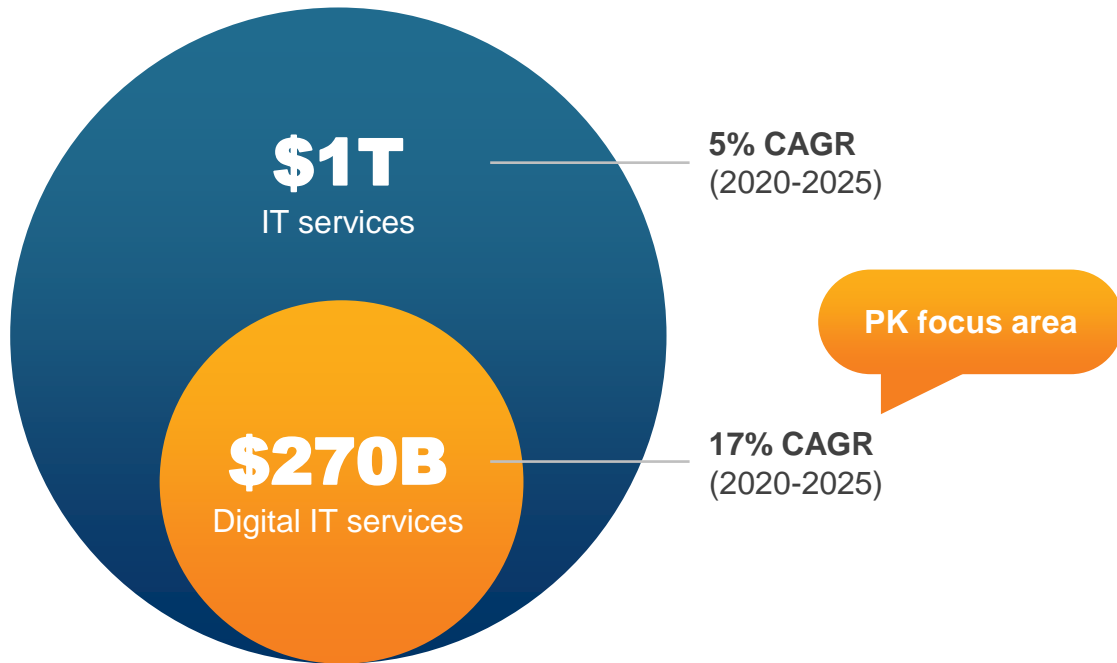 $1T
IT services
5% CAGR
(2020-2025)
PK focus area
$270B
Digital IT services
17% CAGR
(2020-2025)